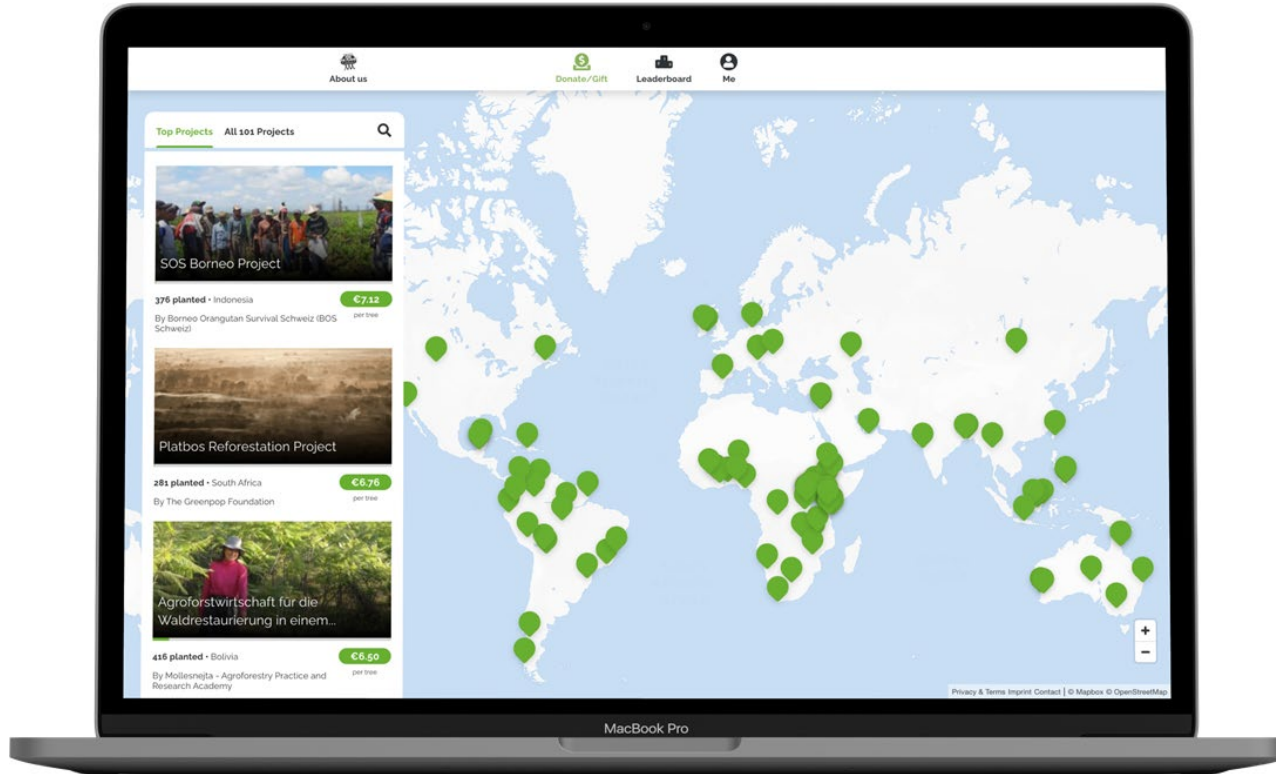 About us
Donate/Gift
Leaderboard
Me
Top Projects
All 101 Projects
SOS Borneo Project
376 planted • Indonesia
€7.12
per tree
By Borneo Orangutan Survival Schweiz (BOS
Schweiz)
Platbos Reforestation Project
281 planted • South Africa
€6.76
per tree
By The Greenpop Foundation
Agroforstwirtschaft für die
Waldrestaurierung in einem...
416 planted • Bolivia
€6.50
per tree
By Mollesnejta - Agroforestry Practice and
Research Academy
+
−
Privacy & Terms Imprint Contact | © Mapbox © OpenStreetMap
MacBook Pro